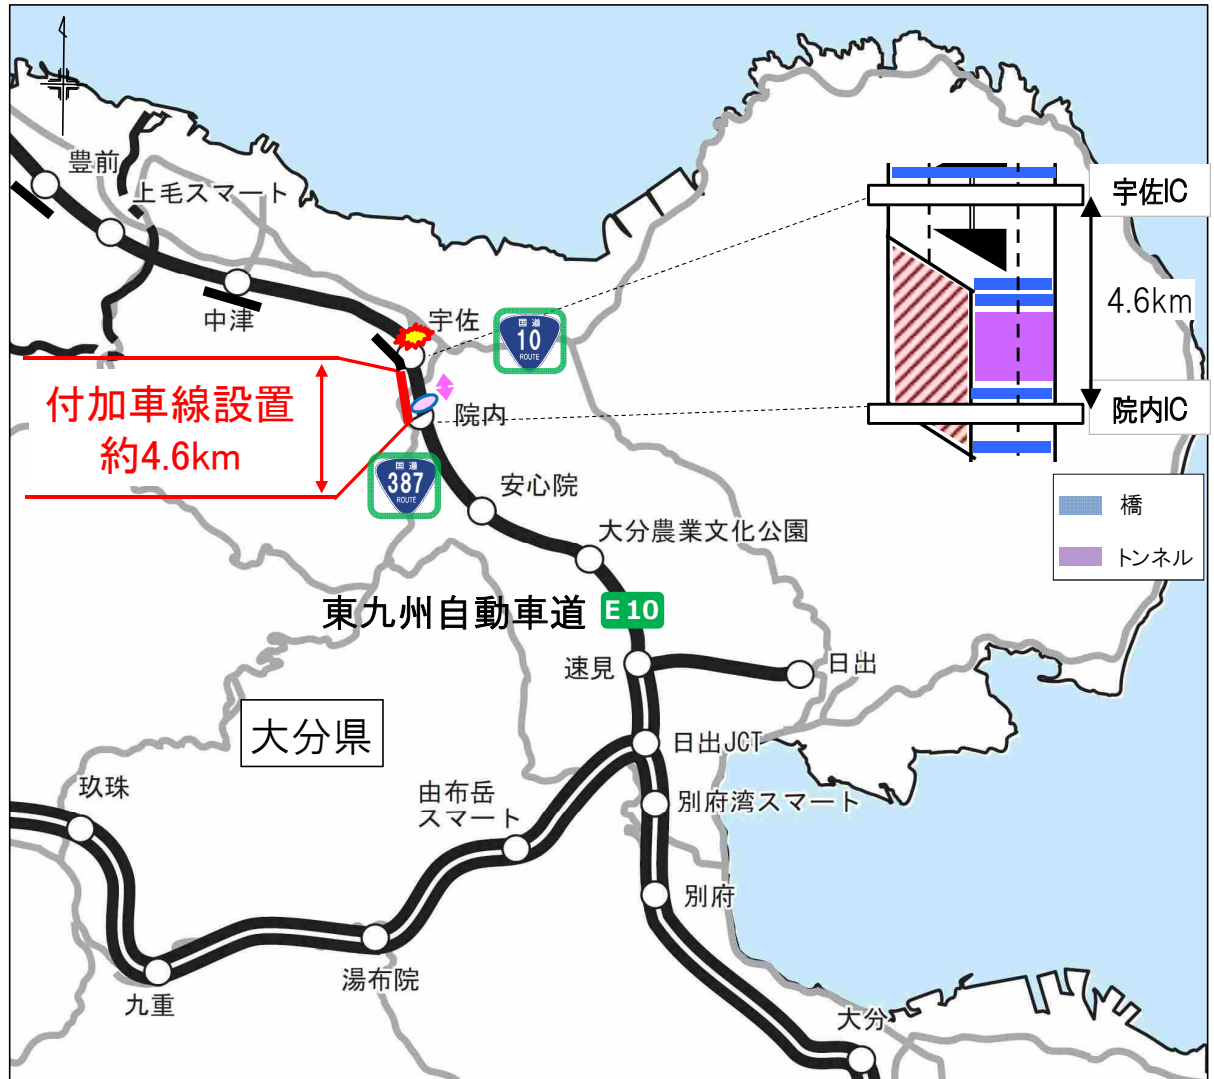 豊前
上毛スマート
中津
宇佐
国道
10
ROUTE
宇佐IC
4.6km
院内IC
付加車線設置
約4.6km
院内
国道
387
ROUTE
安心院
大分農業文化公園
橋
トンネル
東九州自動車道 E10
速見
日出
大分県
日出JCT
玖珠
由布岳
スマート
別府湾スマート
別府
湯布院
九重
大分